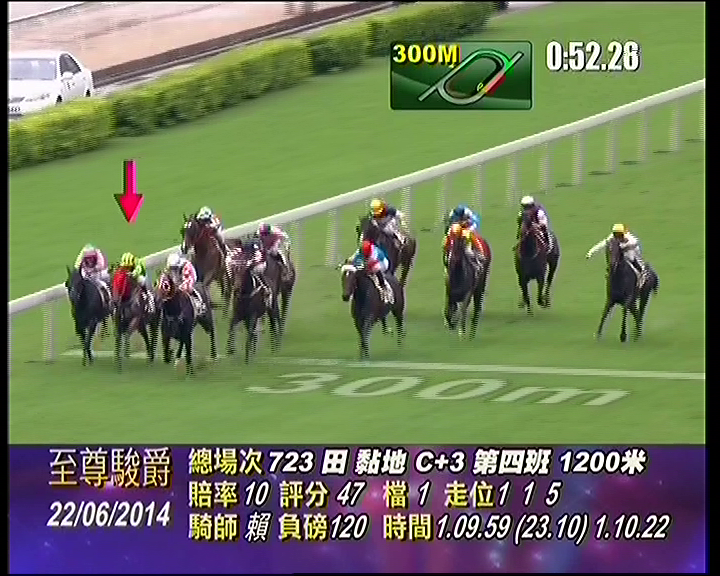 300M 0:52.26
300m
至尊駿爵 總場次 723 田 黏地 C+3 第四班 1200米
賠率 10 評分 47 檔 1 走位 1 1 5
22/06/2014 騎師 賴 負磅 120 時間 1.09.59 (23.10) 1.10.22